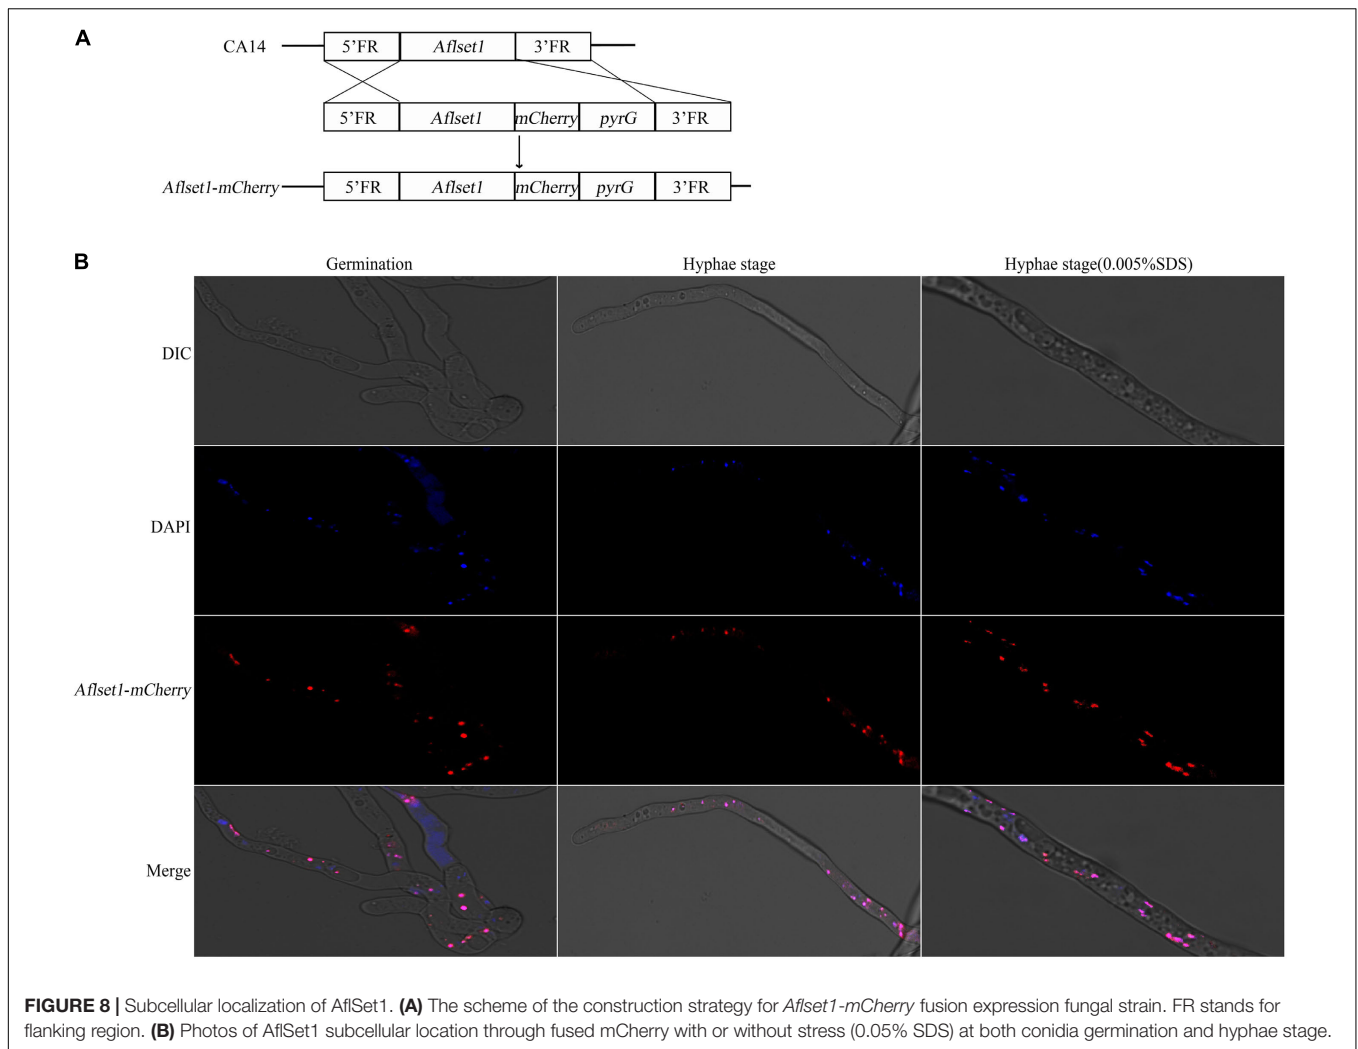 A
CA14 5’FR Aflset1 3’FR
5’FR Aflset1 mCherry pyrG 3’FR
Aflset1-mCherry 5’FR Aflset1 mCherry pyrG 3’FR
B
Germination Hyphae stage Hyphae stage(0.005%SDS)
DIC
DAPI
Aflset1-mCherry
Merge
FIGURE 8 | Subcellular localization of AflSet1. (A) The scheme of the construction strategy for Aflset1-mCherry fusion expression fungal strain. FR stands for
flanking region. (B) Photos of AflSet1 subcellular location through fused mCherry with or without stress (0.05% SDS) at both conidia germination and hyphae stage.